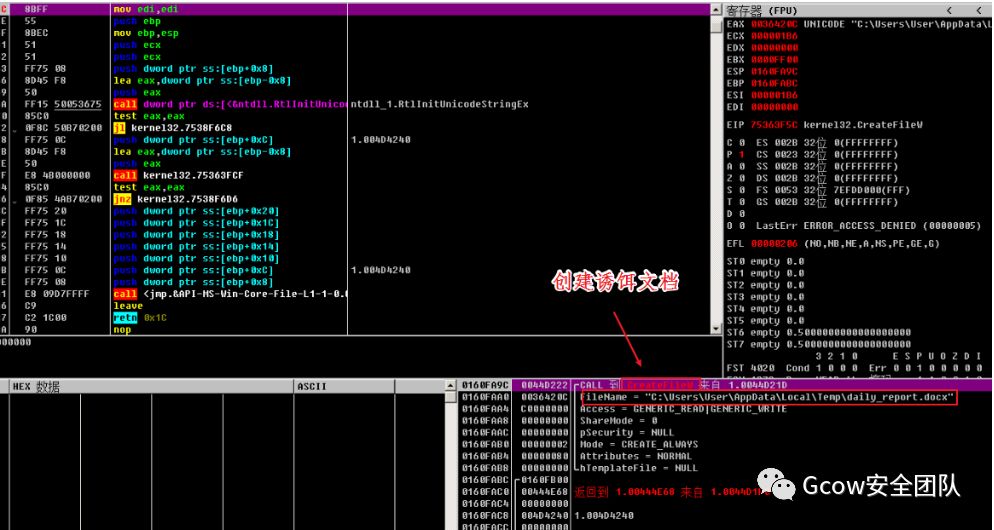 C 8BFF mov edi,edi
E 55 push ebp
F 8BEC mov ebp,esp
1 51 push ecx
2 51 push ecx
3 FF75 08 push dword ptr ss:[ebp+0x8]
6 8D45 F8 lea eax,dword ptr ss:[ebp-0x8]
9 50 push eax
A FF15 50053675 call dword ptr ds:[<&ntdll.RtlInitUnico ntdll_1.RtlInitUnicodeStringEx
0 85C0 test eax,eax
2 0F8C 50B70200 jl kernel32.7538F6C8
8 FF75 0C push dword ptr ss:[ebp+0xC] 1.004D4240
B 8D45 F8 lea eax,dword ptr ss:[ebp-0x8]
E 50 push eax
F E8 4B000000 call kernel32.75363FCF
4 85C0 test eax,eax
6 0F85 4AB70200 jnz kernel32.7538F6D6
C FF75 20 push dword ptr ss:[ebp+0x20]
F FF75 1C push dword ptr ss:[ebp+0x1C]
2 FF75 18 push dword ptr ss:[ebp+0x18]
5 FF75 14 push dword ptr ss:[ebp+0x14]
8 FF75 10 push dword ptr ss:[ebp+0x10]
B FF75 0C push dword ptr ss:[ebp+0xC] 1.004D4240
E FF75 08 push dword ptr ss:[ebp+0x8]
1 E8 09D7FFFF call <jmp.&API-MS-Win-Core-File-L1-1-0.
6 C9 leave
7 C2 1C00 retn 0x1C
A 90 nop
000000
寄存器 (FPU) < <
EAX 0036420C UNICODE "C:\Users\User\AppData\L
ECX 000001B6
EDX 00000000
EBX 0000FF00
ESP 0160FA9C
EBP 0160FABC
ESI 000001B6
EDI 00000000
EIP 75363F5C kernel32.CreateFileW
C 0 ES 002B 32位 0(FFFFFFFF)
P 1 CS 0023 32位 0(FFFFFFFF)
A 0 SS 002B 32位 0(FFFFFFFF)
Z 0 DS 002B 32位 0(FFFFFFFF)
S 0 FS 0053 32位 7EFDD000(FFF)
T 0 GS 002B 32位 0(FFFFFFFF)
D 0
O 0 LastErr ERROR_ACCESS_DENIED (00000005)
EFL 00000206 (NO,NB,NE,A,NS,PE,GE,G)
ST0 empty 0.0
ST1 empty 0.0
ST2 empty 0.0
ST3 empty 0.0
ST4 empty 0.0
ST5 empty 0.0
ST6 empty 0.5000000000000000000
ST7 empty 0.5000000000000000000
3 2 1 0 E S P U O Z D I
FST 4020 Cond 1 0 0 0 Err 0 0 1 0 0 0 0 0
创建诱饵文档
HEX 数据 ASCII
0160FA9C 0044D222 CALL 到 CreateFileW 来自 1.0044D21D
0160FAA0 0036420C FileName = "C:\Users\User\AppData\Local\Temp\daily_report.docx"
0160FAA4 C0000000 Access = GENERIC_READ|GENERIC_WRITE
0160FAA8 00000000 ShareMode = 0
0160FAAC 00000000 pSecurity = NULL
0160FAB0 00000002 Mode = CREATE_ALWAYS
0160FAB4 00000080 Attributes = NORMAL
0160FAB8 00000000 hTemplateFile = NULL
0160FABC 0160FB00
0160FAC0 00444E60 返回到 1.00444E60 来自
0160FAC4 00000000
0160FAC8 004D4240 1.004D4240
0160FACC 00000000
Gcow安全团队